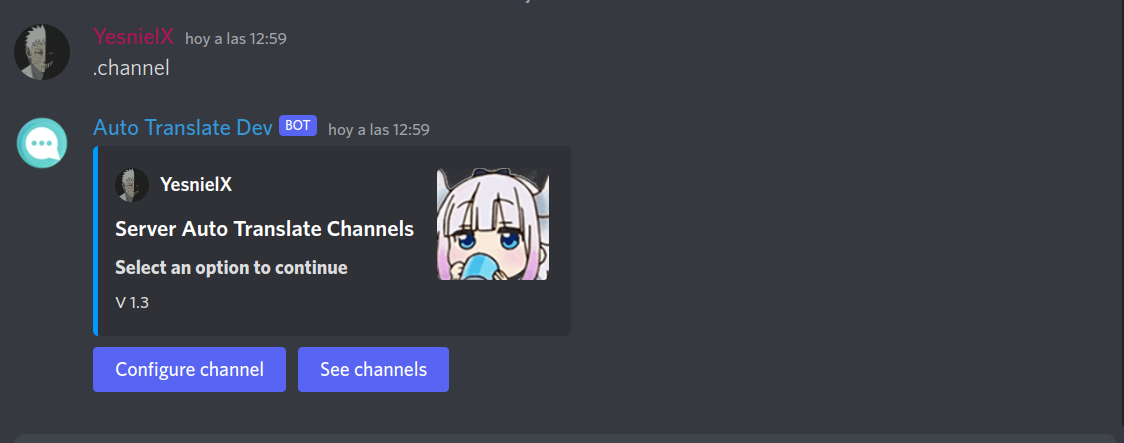 YesnielX hoy a las 12:59
.channel
Auto Translate Dev BOT hoy a las 12:59
YesnielX
Server Auto Translate Channels
Select an option to continue
V 1.3
Configure channel See channels